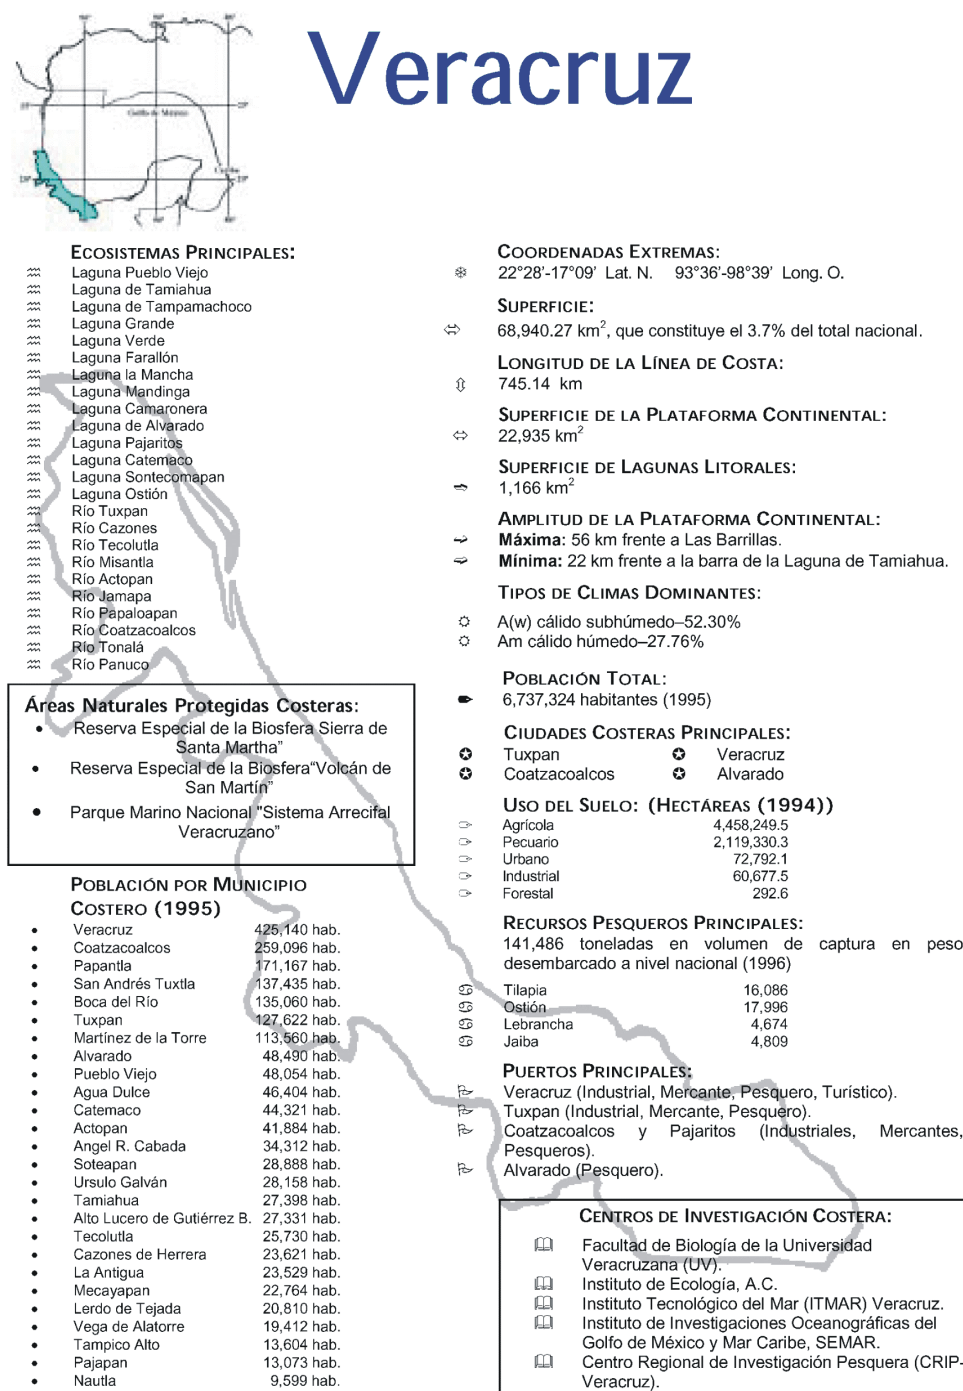 Veracruz
Golfo de México
ECOSISTEMAS PRINCIPALES:
Laguna Pueblo Viejo
Laguna de Tamiahua
Laguna de Tampamachoco
Laguna Grande
Laguna Verde
Laguna Farallón
Laguna la Mancha
Laguna Mandinga
Laguna Camaronera
Laguna de Alvarado
Laguna Pajaritos
Laguna Catemaco
Laguna Sontecomapan
Laguna Ostión
Río Tuxpan
Río Cazones
Río Tecolutla
Río Misantla
Río Actopan
Río Jamapa
Río Papaloapan
Río Coatzacoalcos
Río Tonalá
Río Panuco
Áreas Naturales Protegidas Costeras:
• Reserva Especial de la Biosfera Sierra de
Santa Martha”
• Reserva Especial de la Biosfera“Volcán de
San Martín”
• Parque Marino Nacional "Sistema Arrecifal
Veracruzano”
POBLACIÓN POR MUNICIPIO
COSTERO (1995)
• Veracruz 425,140 hab.
• Coatzacoalcos 259,096 hab.
• Papantla 171,167 hab.
• San Andrés Tuxtla 137,435 hab.
• Boca del Río 135,060 hab.
• Tuxpan 127,622 hab.
• Martínez de la Torre 113,560 hab.
• Alvarado 48,490 hab.
• Pueblo Viejo 48,054 hab.
• Agua Dulce 46,404 hab.
• Catemaco 44,321 hab.
• Actopan 41,884 hab.
• Angel R. Cabada 34,312 hab.
• Soteapan 28,888 hab.
• Ursulo Galván 28,158 hab.
• Tamiahua 27,398 hab.
• Alto Lucero de Gutiérrez B. 27,331 hab.
• Tecolutla 25,730 hab.
• Cazones de Herrera 23,621 hab.
• La Antigua 23,529 hab.
• Mecayapan 22,764 hab.
• Lerdo de Tejada 20,810 hab.
• Vega de Alatorre 19,412 hab.
• Tampico Alto 13,604 hab.
• Pajapan 13,073 hab.
• Nautla 9,599 hab.
COORDENADAS EXTREMAS:
22°28’-17°09’ Lat. N. 93°36’-98°39’ Long. O.
SUPERFICIE:
68,940.27 km², que constituye el 3.7% del total nacional.
LONGITUD DE LA LÍNEA DE COSTA:
745.14 km
SUPERFICIE DE LA PLATAFORMA CONTINENTAL:
22,935 km²
SUPERFICIE DE LAGUNAS LITORALES:
1,166 km²
AMPLITUD DE LA PLATAFORMA CONTINENTAL:
Máxima: 56 km frente a Las Barrillas.
Mínima: 22 km frente a la barra de la Laguna de Tamiahua.
TIPOS DE CLIMAS DOMINANTES:
A(w) cálido subhúmedo–52.30%
Am cálido húmedo–27.76%
POBLACIÓN TOTAL:
6,737,324 habitantes (1995)
CIUDADES COSTERAS PRINCIPALES:
Tuxpan Veracruz
Coatzacoalcos Alvarado
USO DEL SUELO: (HECTÁREAS (1994))
Agrícola 4,458,249.5
Pecuario 2,119,330.3
Urbano 72,792.1
Industrial 60,677.5
Forestal 292.6
RECURSOS PESQUEROS PRINCIPALES:
141,486 toneladas en volumen de captura en peso
desembarcado a nivel nacional (1996)
Tilapia 16,086
Ostión 17,996
Lebrancha 4,674
Jaiba 4,809
PUERTOS PRINCIPALES:
Veracruz (Industrial, Mercante, Pesquero, Turístico).
Tuxpan (Industrial, Mercante, Pesquero).
Coatzacoalcos y Pajaritos (Industriales, Mercantes,
Pesqueros).
Alvarado (Pesquero).
CENTROS DE INVESTIGACIÓN COSTERA:
Facultad de Biología de la Universidad
Veracruzana (UV).
Instituto de Ecología, A.C.
Instituto Tecnológico del Mar (ITMAR) Veracruz.
Instituto de Investigaciones Oceanográficas del
Golfo de México y Mar Caribe, SEMAR.
Centro Regional de Investigación Pesquera (CRIP-
Veracruz).